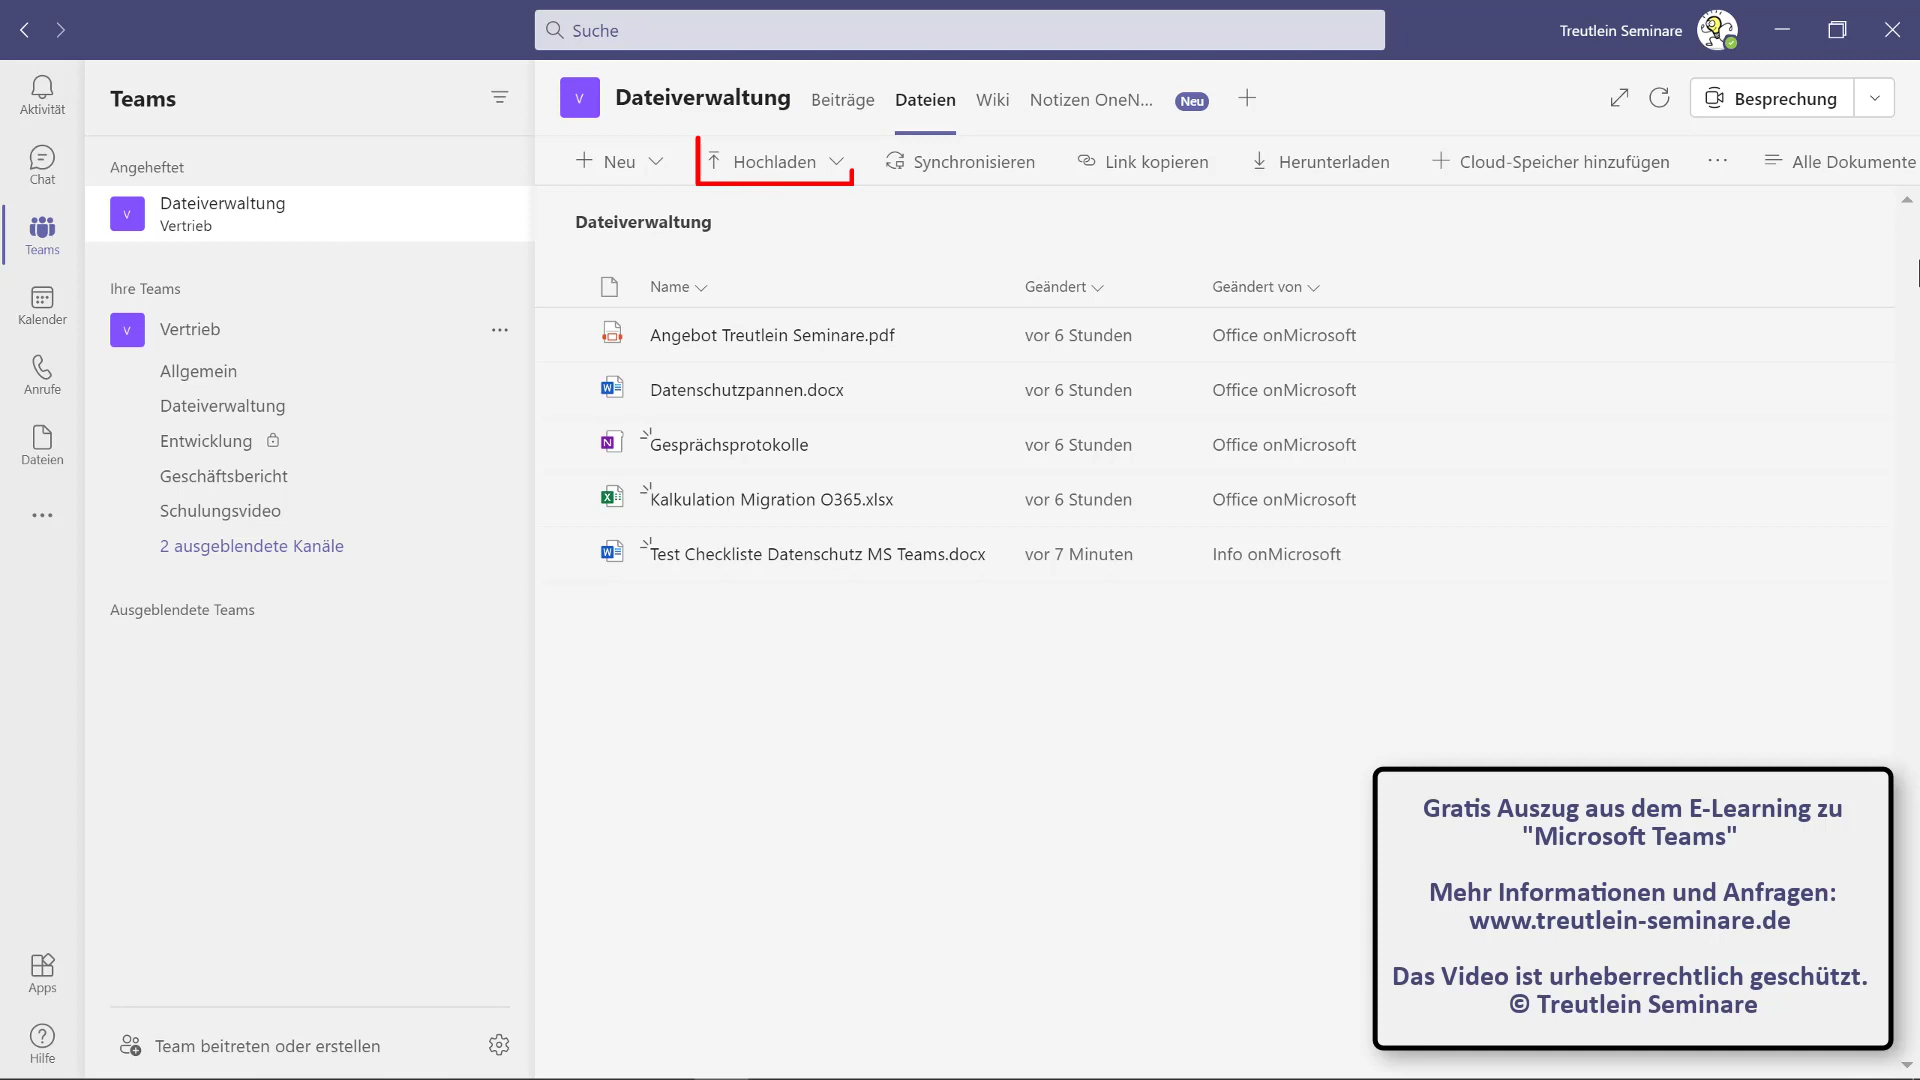 Suche
Treutlein Seminare
Aktivität
Chat
Teams
Kalender
Anrufe
Dateien
Apps
Hilfe
Teams
Angeheftet
V
Dateiverwaltung
Vertrieb
Ihre Teams
V
Vertrieb
Allgemein
Dateiverwaltung
Entwicklung
Geschäftsbericht
Schulungsvideo
2 ausgeblendete Kanäle
Ausgeblendete Teams
Team beitreten oder erstellen
V
Dateiverwaltung Beiträge Dateien Wiki Notizen OneN... Neu
Besprechung
Neu Hochladen Synchronisieren Link kopieren Herunterladen Cloud-Speicher hinzufügen Alle Dokumente
Dateiverwaltung
Name Geändert Geändert von
Angebot Treutlein Seminare.pdf vor 6 Stunden Office onMicrosoft
Datenschutzpannen.docx vor 6 Stunden Office onMicrosoft
Gesprächsprotokolle vor 6 Stunden Office onMicrosoft
Kalkulation Migration O365.xlsx vor 6 Stunden Office onMicrosoft
Test Checkliste Datenschutz MS Teams.docx vor 7 Minuten Info onMicrosoft
Gratis Auszug aus dem E-Learning zu
"Microsoft Teams"
Mehr Informationen und Anfragen:
www.treutlein-seminare.de
Das Video ist urheberrechtlich geschützt.
© Treutlein Seminare